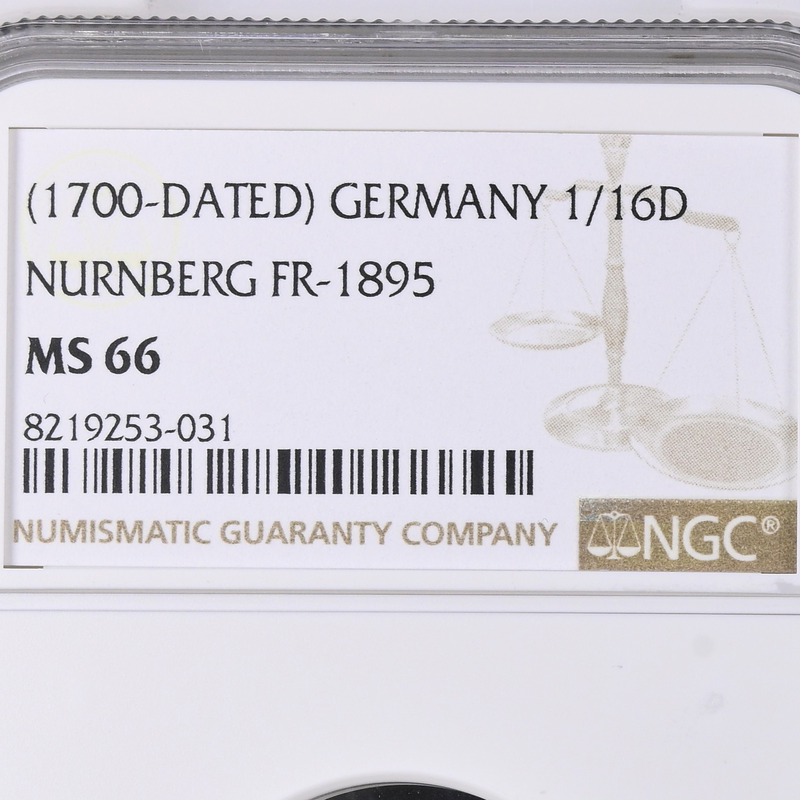 (1700-DATED) GERMANY 1/16D
NURNBERG FR-1895
MS 66
8219253-031
NUMISMATIC GUARANTY COMPANY
NGC®